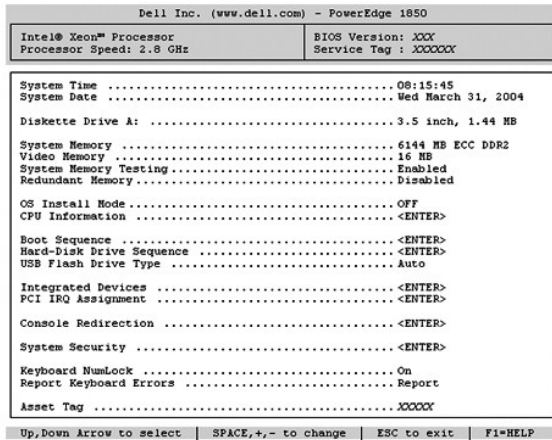 Dell Inc. (www.dell.com) - PowerEdge 1850
Intel® Xeon™ Processor BIOS Version: XXX
Processor Speed: 2.8 GHz Service Tag : XXXXXX
System Time ........................................ 08:15:45
System Date ........................................ Wed March 31, 2004
Diskette Drive A: .................................. 3.5 inch, 1.44 MB
System Memory ...................................... 6144 MB ECC DDR2
Video Memory ....................................... 16 MB
System Memory Testing............................... Enabled
Redundant Memory.................................... Disabled
OS Install Mode..................................... OFF
CPU Information .................................... <ENTER>
Boot Sequence ...................................... <ENTER>
Hard-Disk Drive Sequence ........................... <ENTER>
USB Flash Drive Type ............................... Auto
Integrated Devices ................................. <ENTER>
PCI IRQ Assignment ................................. <ENTER>
Console Redirection ................................ <ENTER>
System Security .................................... <ENTER>
Keyboard NumLock ................................... On
Report Keyboard Errors ............................. Report
Asset Tag .......................................... XXXXX
Up,Down Arrow to select | SPACE,+,- to change | ESC to exit | F1=HELP